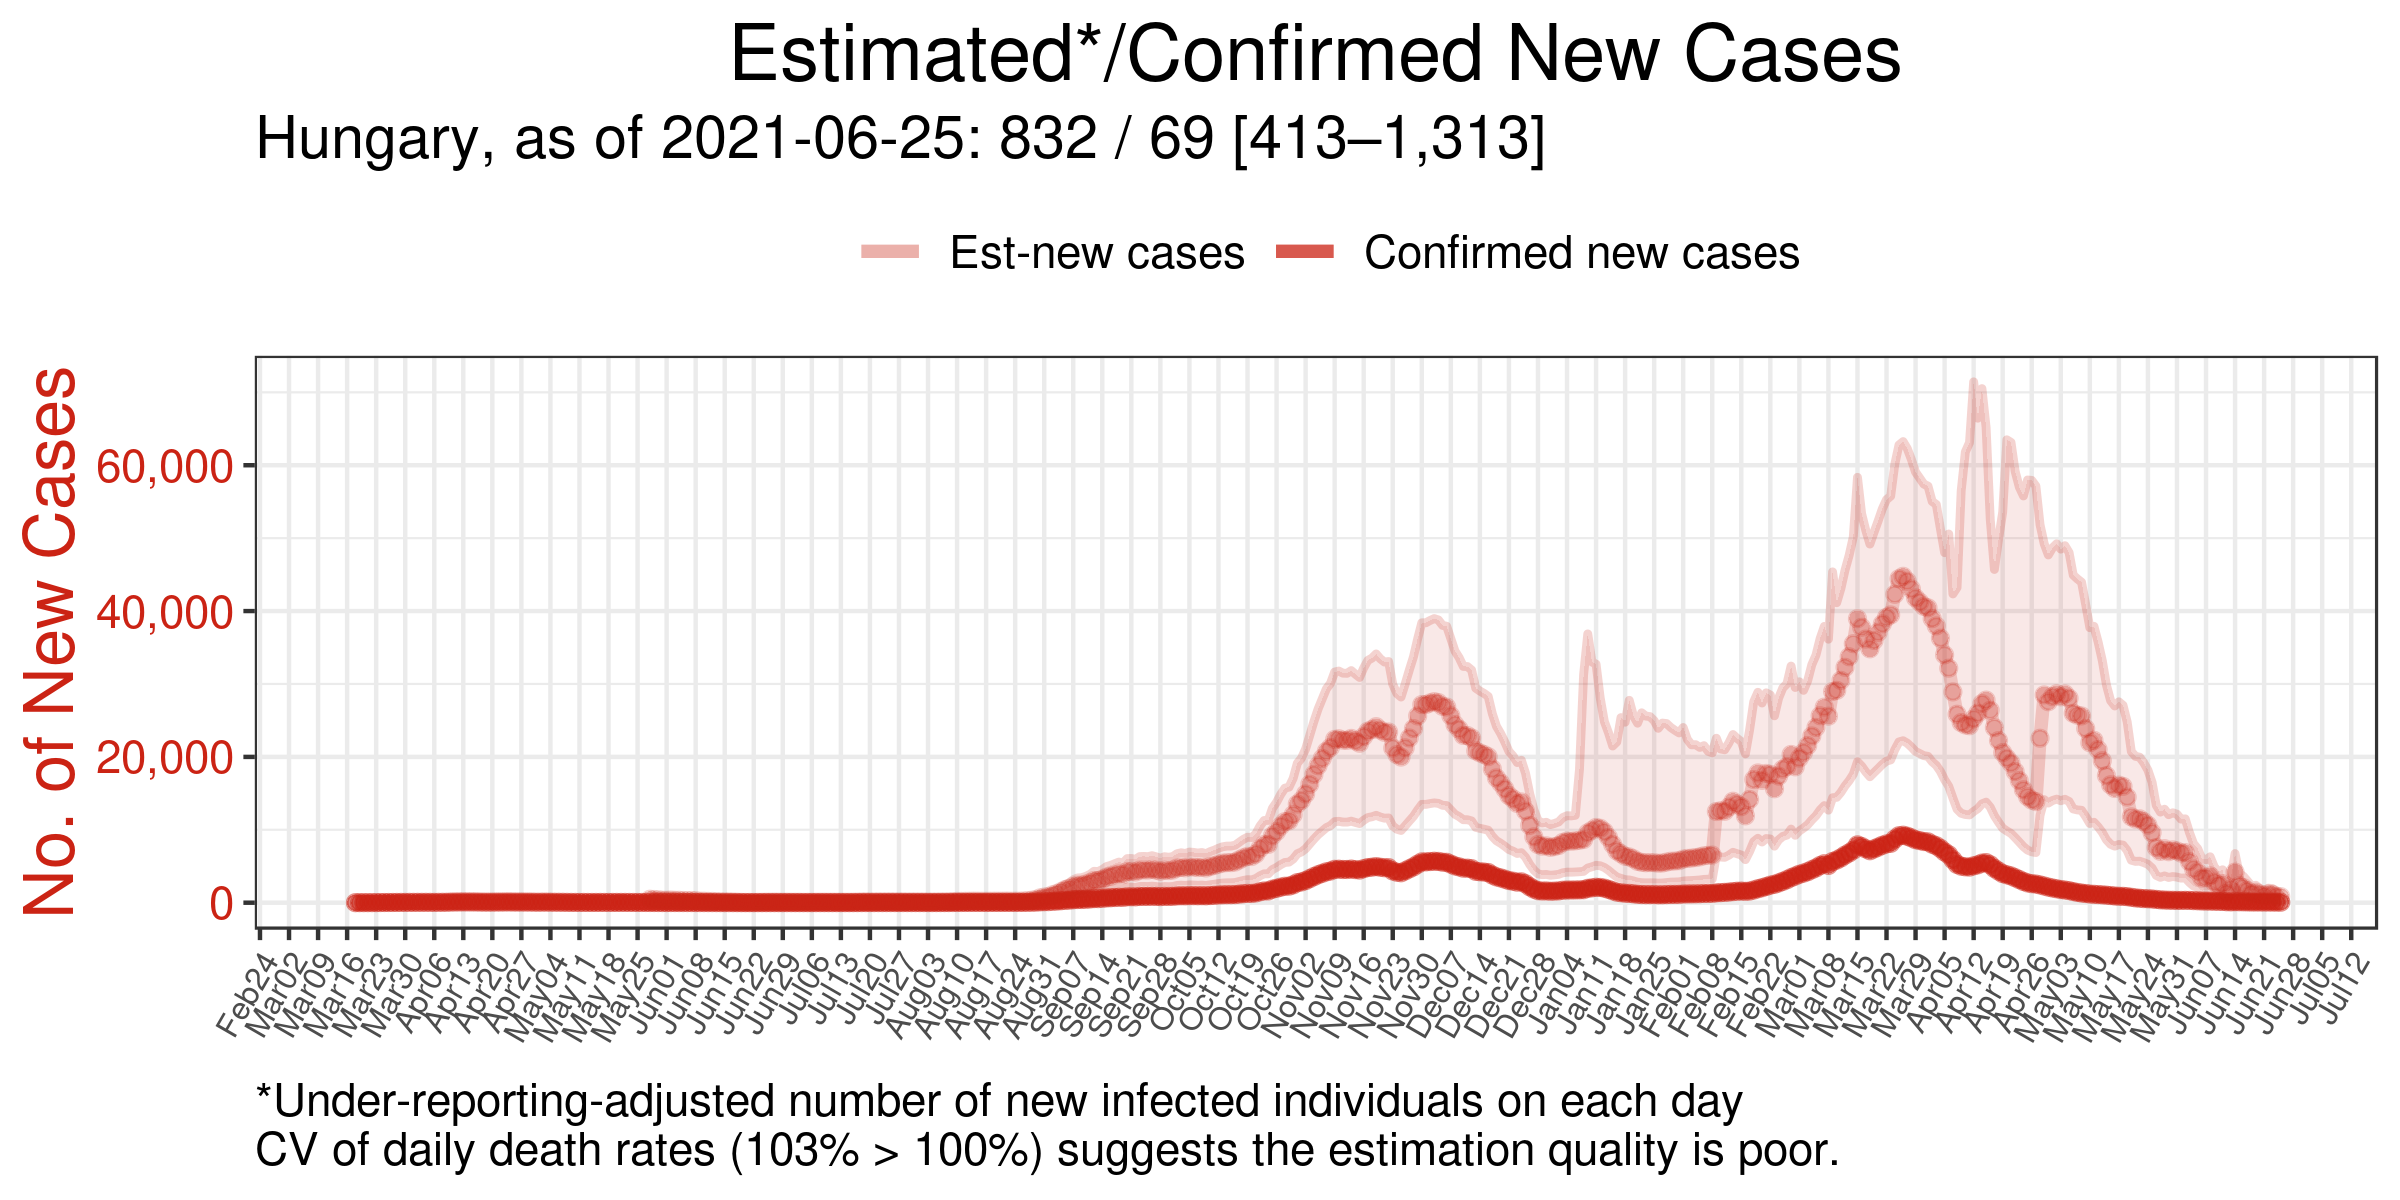 Estimated*/Confirmed New Cases
Hungary, as of 2021-06-25: 832 / 69 [413–1,313]
Est-new cases
Confirmed new cases
No. of New Cases
60,000
40,000
20,000
0
Feb24
Mar02
Mar09
Mar16
Mar23
Mar30
Apr06
Apr13
Apr20
Apr27
May04
May11
May18
May25
Jun01
Jun08
Jun15
Jun22
Jun29
Jul06
Jul13
Jul20
Jul27
Aug03
Aug10
Aug17
Aug24
Aug31
Sep07
Sep14
Sep21
Sep28
Oct05
Oct12
Oct19
Oct26
Nov02
Nov09
Nov16
Nov23
Nov30
Dec07
Dec14
Dec21
Dec28
Jan04
Jan11
Jan18
Jan25
Feb01
Feb08
Feb15
Feb22
Mar01
Mar08
Mar15
Mar22
Mar29
Apr05
Apr12
Apr19
Apr26
May03
May10
May17
May24
May31
Jun07
Jun14
Jun21
Jun28
Jul05
Jul12
*Under-reporting-adjusted number of new infected individuals on each day
CV of daily death rates (103% > 100%) suggests the estimation quality is poor.